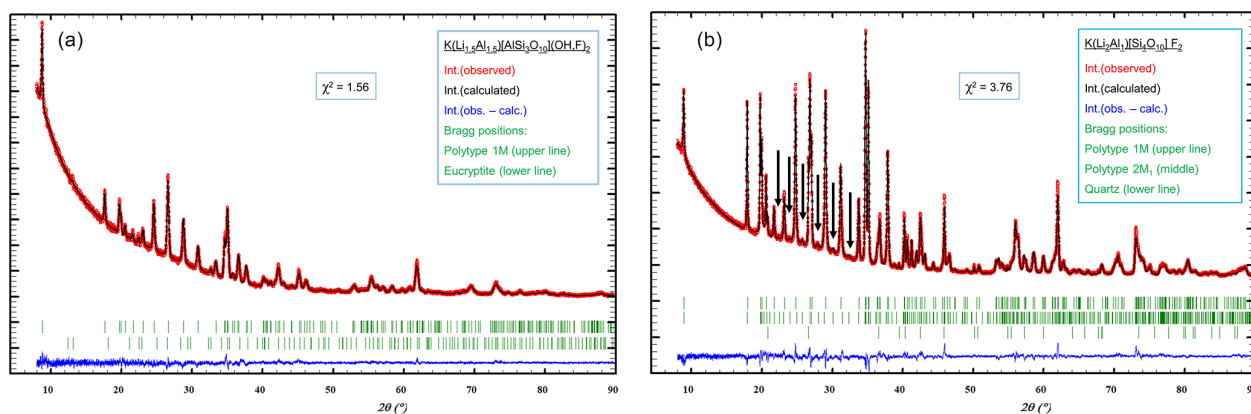 (a)
K(Li1.5Al1.5)[AlSi3O10](OH,F)2
Int.(observed)
Int.(calculated)
Int.(obs. – calc.)
Bragg positions:
Polytype 1M (upper line)
Eucryptite (lower line)
χ² = 1.56
10 20 30 40 50 60 70 80 90
2θ (°)
(b)
K(Li2Al1)[Si4O10] F2
Int.(observed)
Int.(calculated)
Int.(obs. – calc.)
Bragg positions:
Polytype 1M (upper line)
Polytype 2M1 (middle)
Quartz (lower line)
χ² = 3.76
10 20 30 40 50 60 70 80 90
2θ (°)